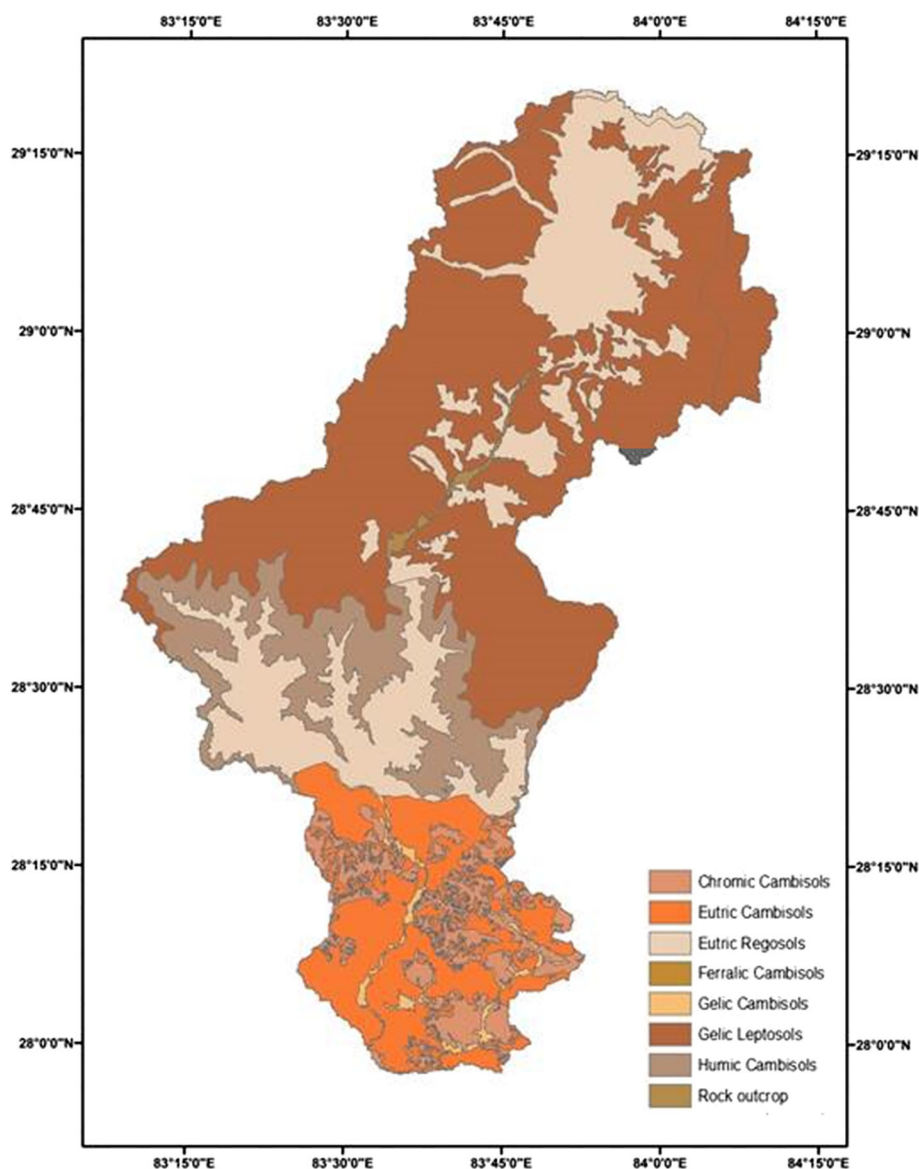 83°15'0"E 83°30'0"E 83°45'0"E 84°0'0"E 84°15'0"E
29°15'0"N 29°15'0"N
29°0'0"N 29°0'0"N
28°45'0"N 28°45'0"N
28°30'0"N 28°30'0"N
28°15'0"N 28°15'0"N
Chromic Cambisols
Eutric Cambisols
Eutric Regosols
Ferralic Cambisols
Gelic Cambisols
Gelic Leptosols
28°0'0"N 28°0'0"N
Humic Cambisols
Rock outcrop
83°15'0"E 83°30'0"E 83°45'0"E 84°0'0"E 84°15'0"E